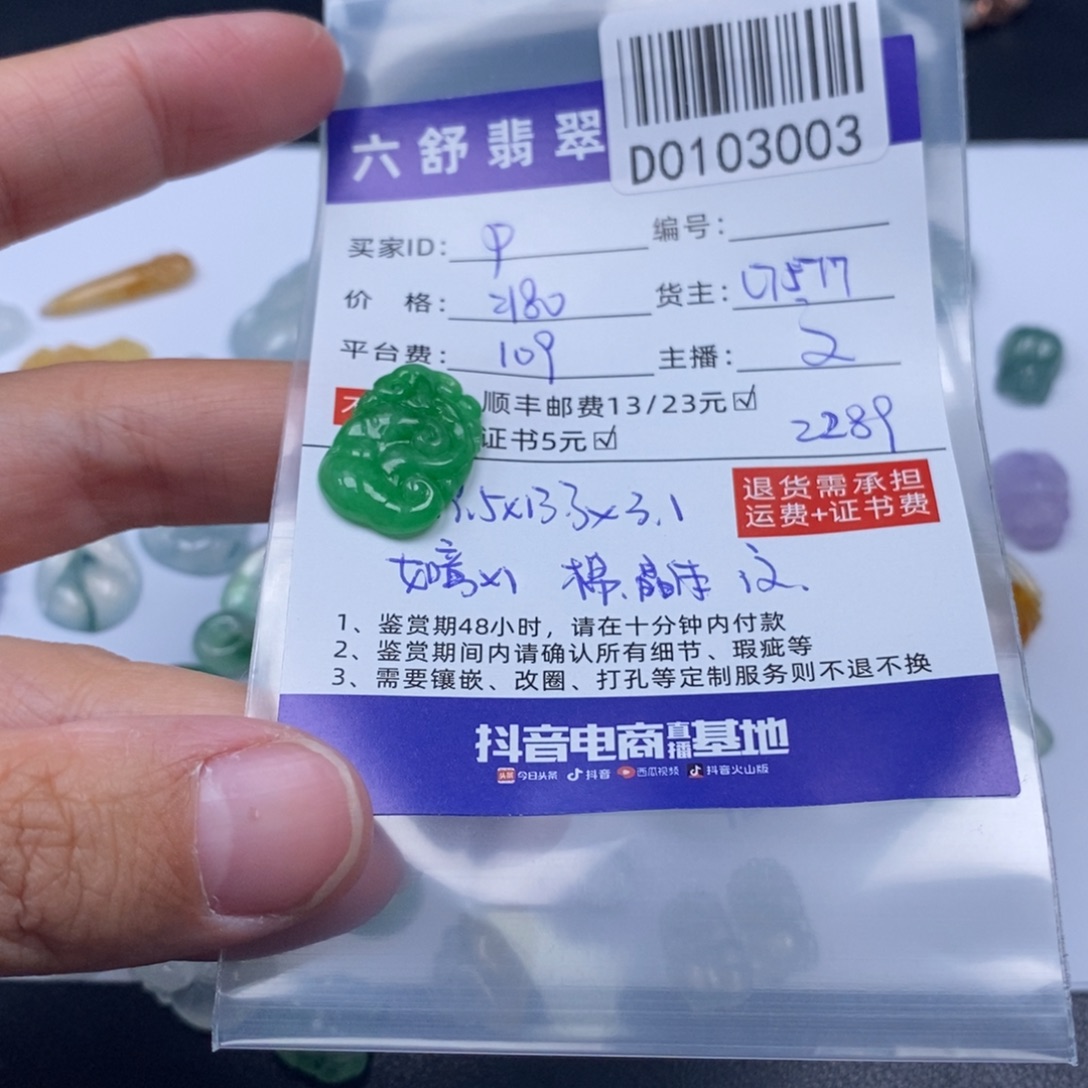 六舒翡翠
D0103003
买家ID: 甲 编号:
价 格: 2180 货主:
平台费: 109 主播: 2
顺丰邮费13/23元☑
证书5元☑ 2289
退货需承担
运费+证书费
.5x13.3x3.1
棉.晶体 纹.
1、鉴赏期48小时，请在十分钟内付款
2、鉴赏期间内请确认所有细节、瑕疵等
3、需要镶嵌、改圈、打孔等定制服务则不退不换
抖音电商直播基地
头条 今日头条 抖音 西瓜视频 抖音火山版